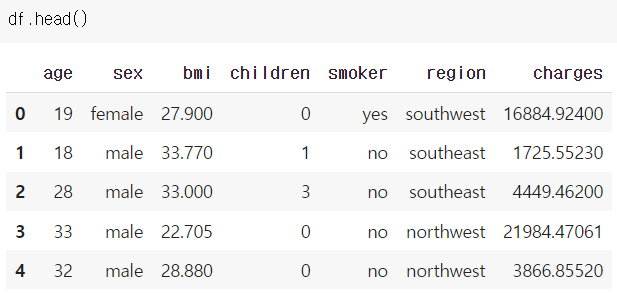 df.head()
age sex bmi children smoker region charges
0 19 female 27.900 0 yes southwest 16884.92400
1 18 male 33.770 1 no southeast 1725.55230
2 28 male 33.000 3 no southeast 4449.46200
3 33 male 22.705 0 no northwest 21984.47061
4 32 male 28.880 0 no northwest 3866.85520